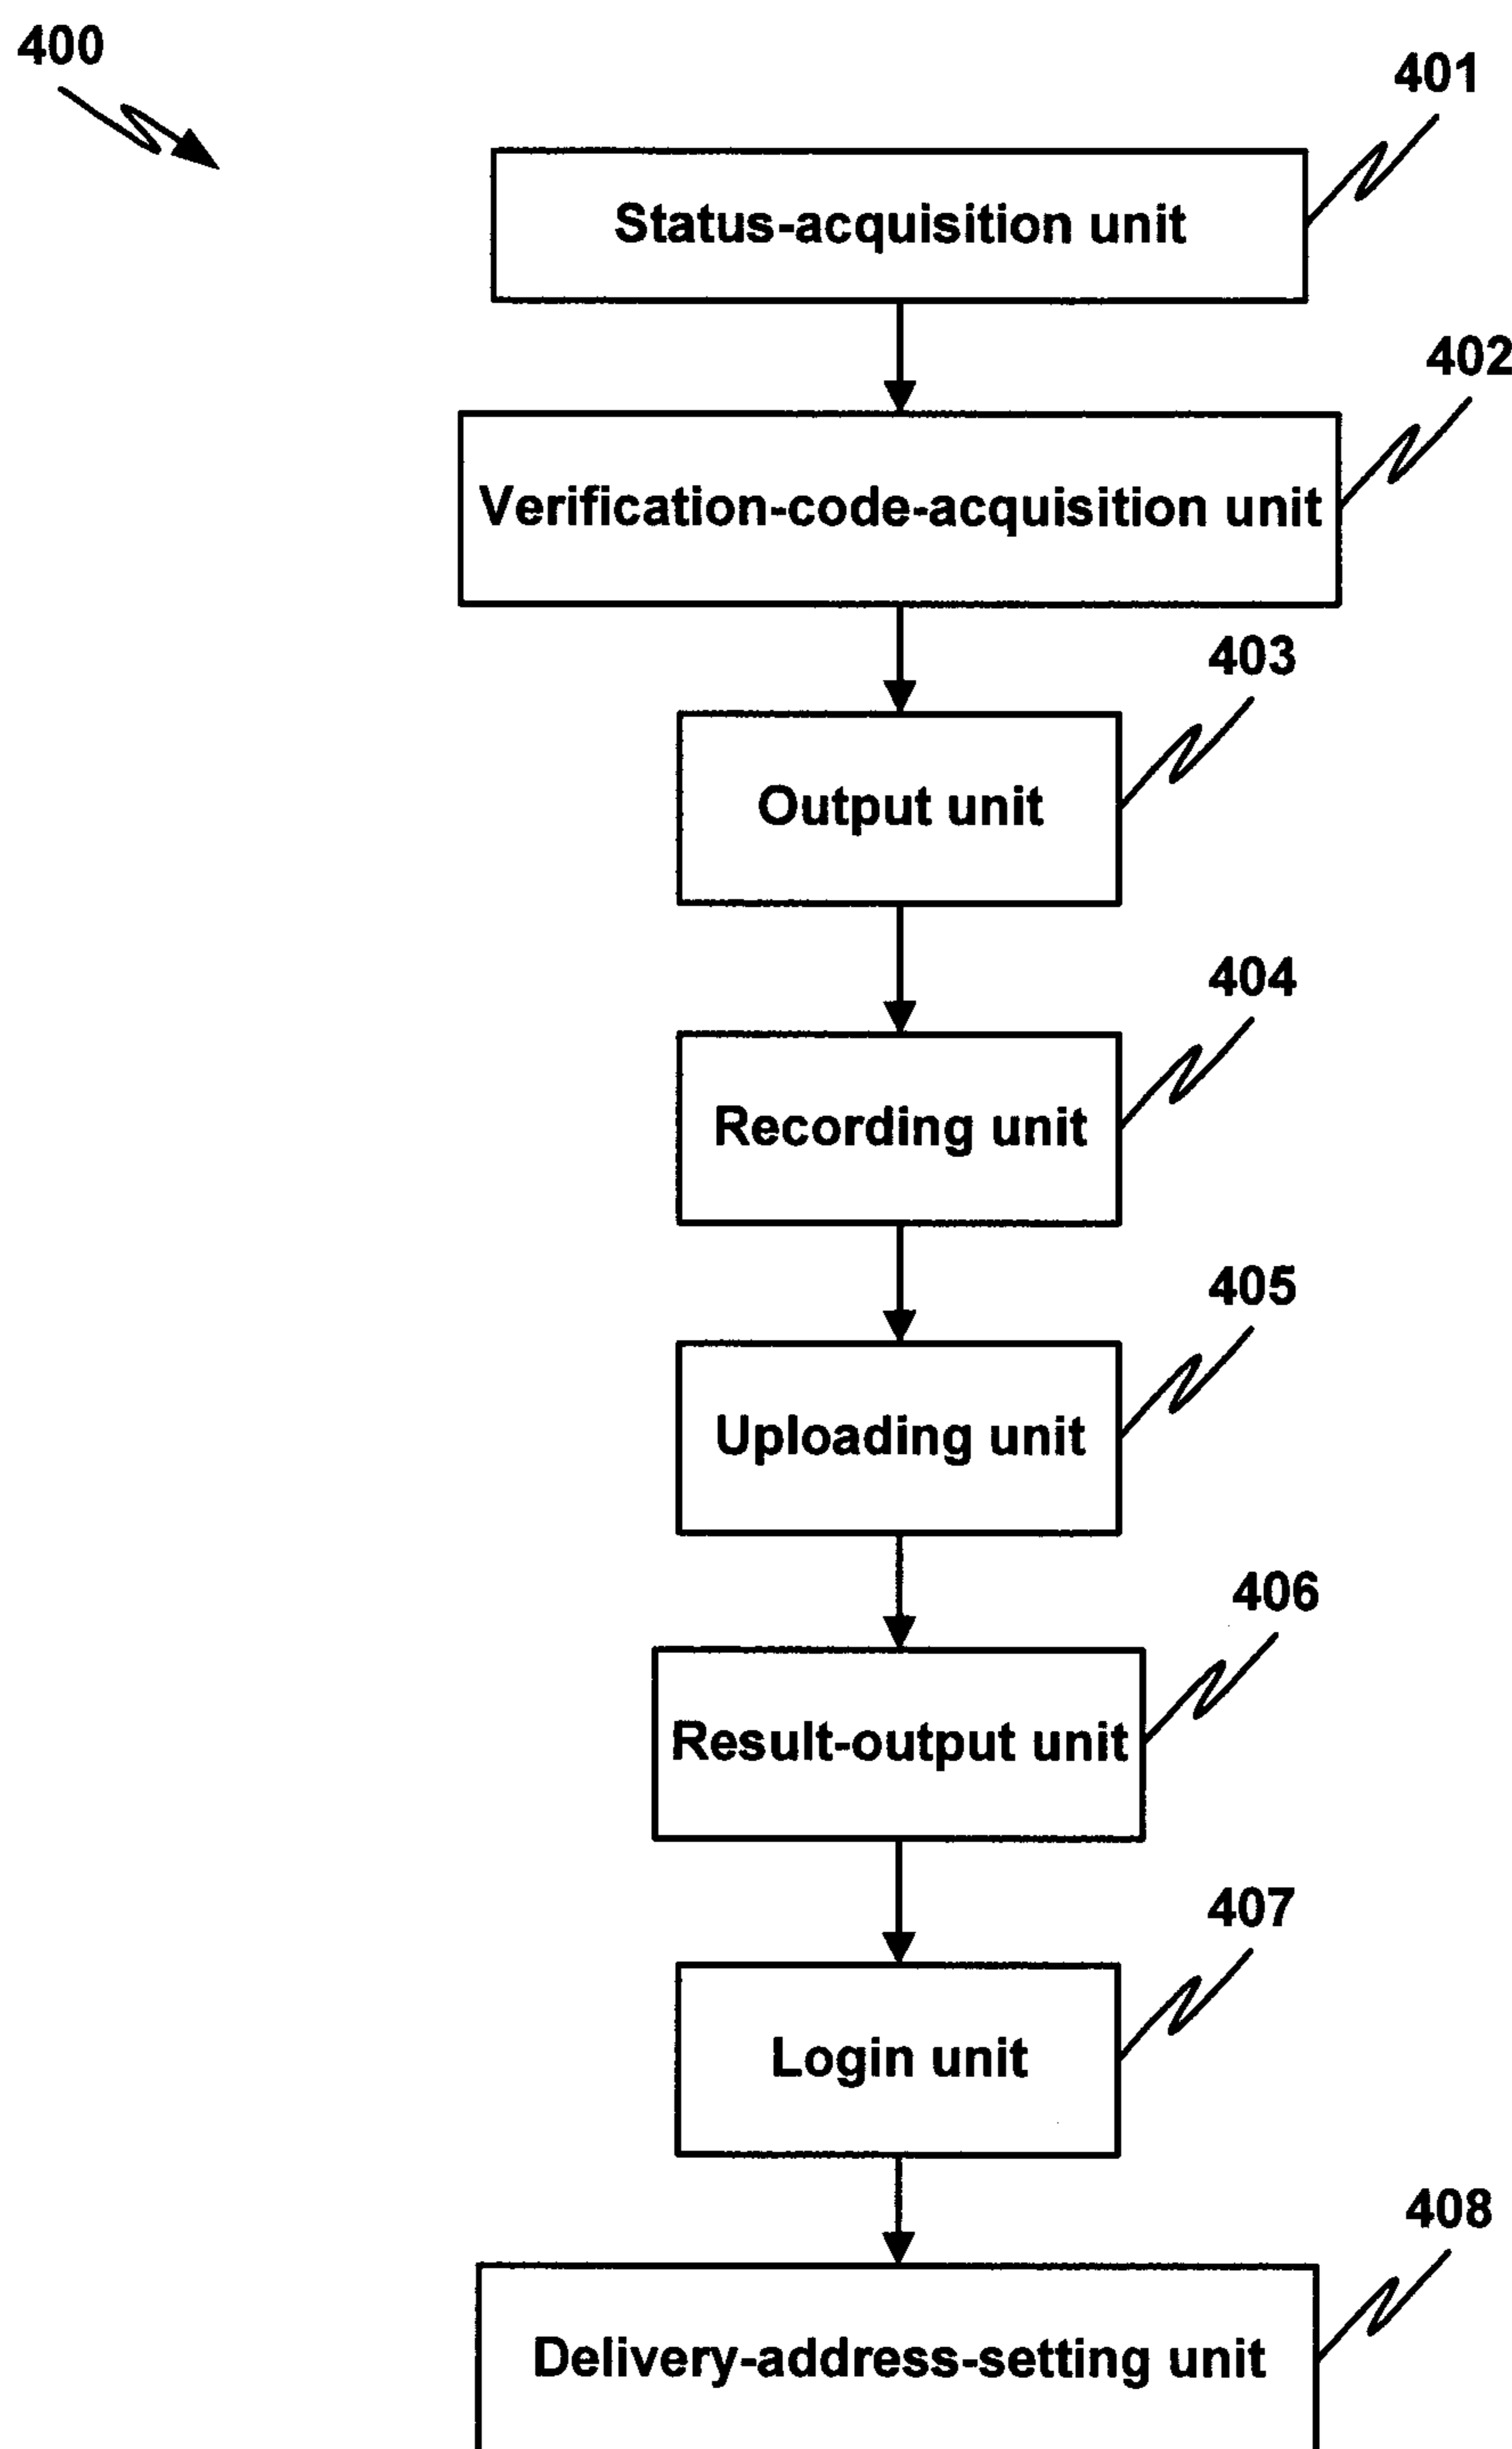 400
401
Status-acquisition unit
402
Verification-code-acquisition unit
403
Output unit
404
Recording unit
405
Uploading unit
406
Result-output unit
407
Login unit
408
Delivery-address-setting unit